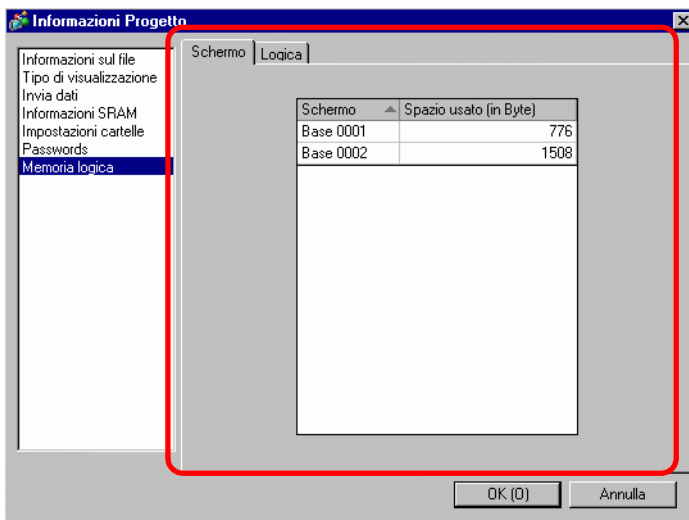 Informazioni Progetto
Informazioni sul file
Tipo di visualizzazione
Invia dati
Informazioni SRAM
Impostazioni cartelle
Passwords
Memoria logica
Schermo Logica
Schermo Spazio usato (in Byte)
Base 0001 776
Base 0002 1508
OK (O) Annulla